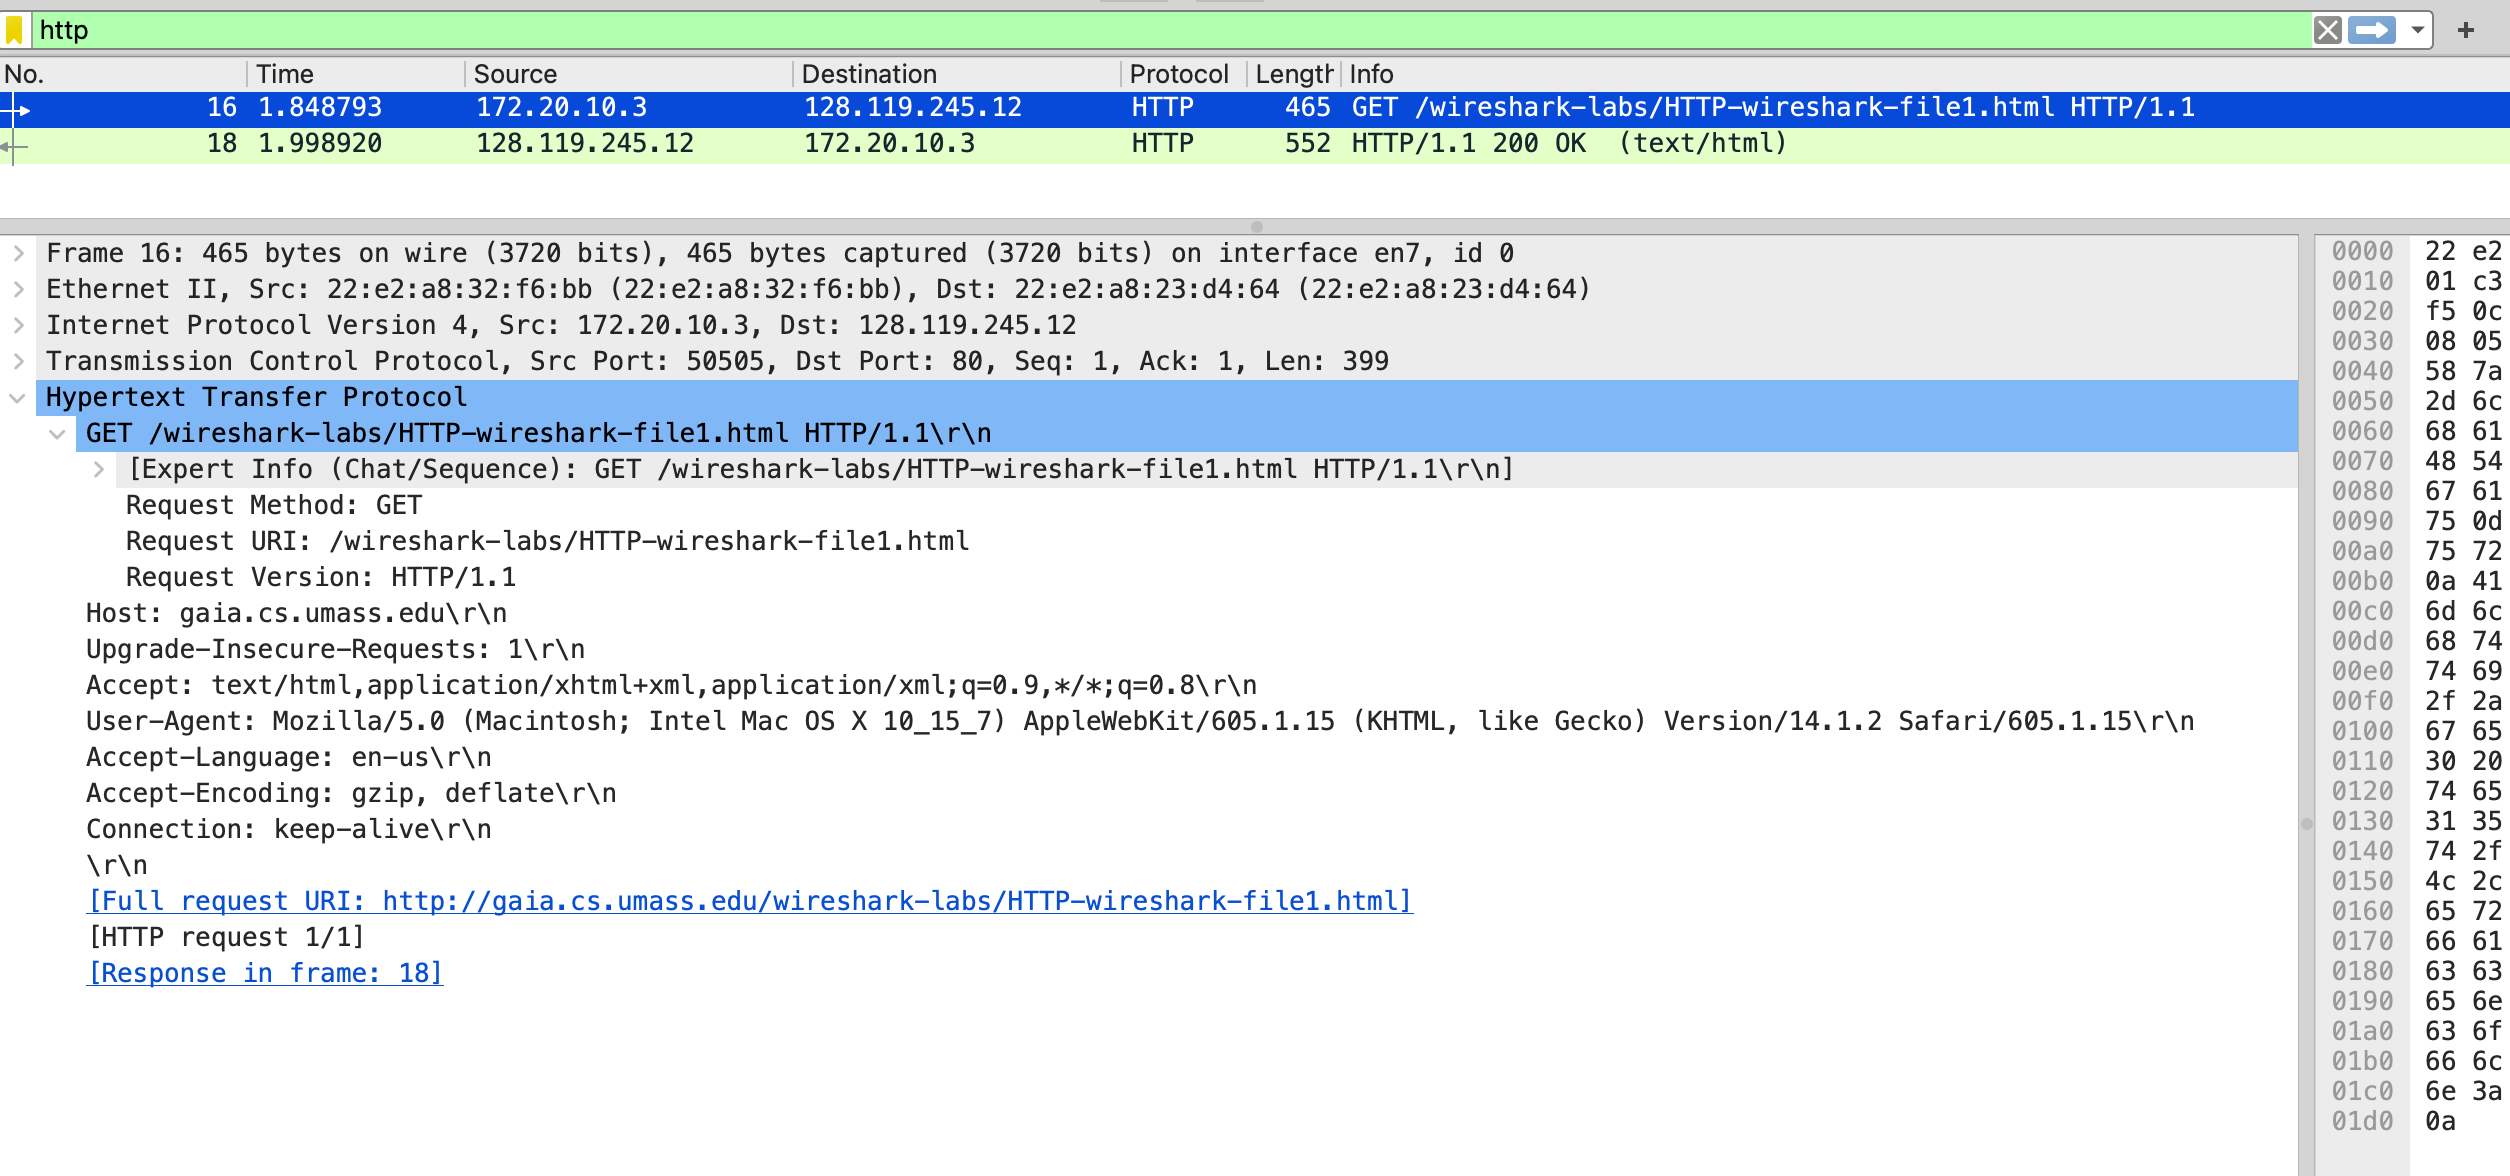 http
No. Time Source Destination Protocol Length Info
16 1.848793 172.20.10.3 128.119.245.12 HTTP 465 GET /wireshark-labs/HTTP-wireshark-file1.html HTTP/1.1
18 1.998920 128.119.245.12 172.20.10.3 HTTP 552 HTTP/1.1 200 OK (text/html)
Frame 16: 465 bytes on wire (3720 bits), 465 bytes captured (3720 bits) on interface en7, id 0
Ethernet II, Src: 22:e2:a8:32:f6:bb (22:e2:a8:32:f6:bb), Dst: 22:e2:a8:23:d4:64 (22:e2:a8:23:d4:64)
Internet Protocol Version 4, Src: 172.20.10.3, Dst: 128.119.245.12
Transmission Control Protocol, Src Port: 50505, Dst Port: 80, Seq: 1, Ack: 1, Len: 399
Hypertext Transfer Protocol
GET /wireshark-labs/HTTP-wireshark-file1.html HTTP/1.1\r\n
[Expert Info (Chat/Sequence): GET /wireshark-labs/HTTP-wireshark-file1.html HTTP/1.1\r\n]
Request Method: GET
Request URI: /wireshark-labs/HTTP-wireshark-file1.html
Request Version: HTTP/1.1
Host: gaia.cs.umass.edu\r\n
Upgrade-Insecure-Requests: 1\r\n
Accept: text/html,application/xhtml+xml,application/xml;q=0.9,*/*;q=0.8\r\n
User-Agent: Mozilla/5.0 (Macintosh; Intel Mac OS X 10_15_7) AppleWebKit/605.1.15 (KHTML, like Gecko) Version/14.1.2 Safari/605.1.15\r\n
Accept-Language: en-us\r\n
Accept-Encoding: gzip, deflate\r\n
Connection: keep-alive\r\n
\r\n
[Full request URI: http://gaia.cs.umass.edu/wireshark-labs/HTTP-wireshark-file1.html]
[HTTP request 1/1]
[Response in frame: 18]
0000 22 e2
0010 01 c3
0020 f5 0c
0030 08 05
0040 58 7a
0050 2d 6c
0060 68 61
0070 48 54
0080 67 61
0090 75 0d
00a0 75 72
00b0 0a 41
00c0 6d 6c
00d0 68 74
00e0 74 69
00f0 2f 2a
0100 67 65
0110 30 20
0120 74 65
0130 31 35
0140 74 2f
0150 4c 2c
0160 65 72
0170 66 61
0180 63 63
0190 65 6e
01a0 63 6f
01b0 66 6c
01c0 6e 3a
01d0 0a